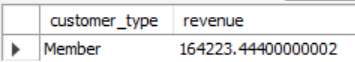 customer_type revenue
Member 164223.44400000002